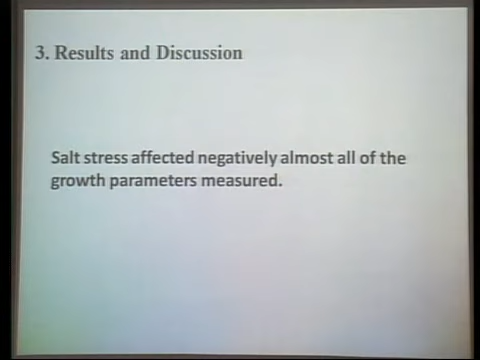 3. Results and Discussion
Salt stress affected negatively almost all of the
growth parameters measured.